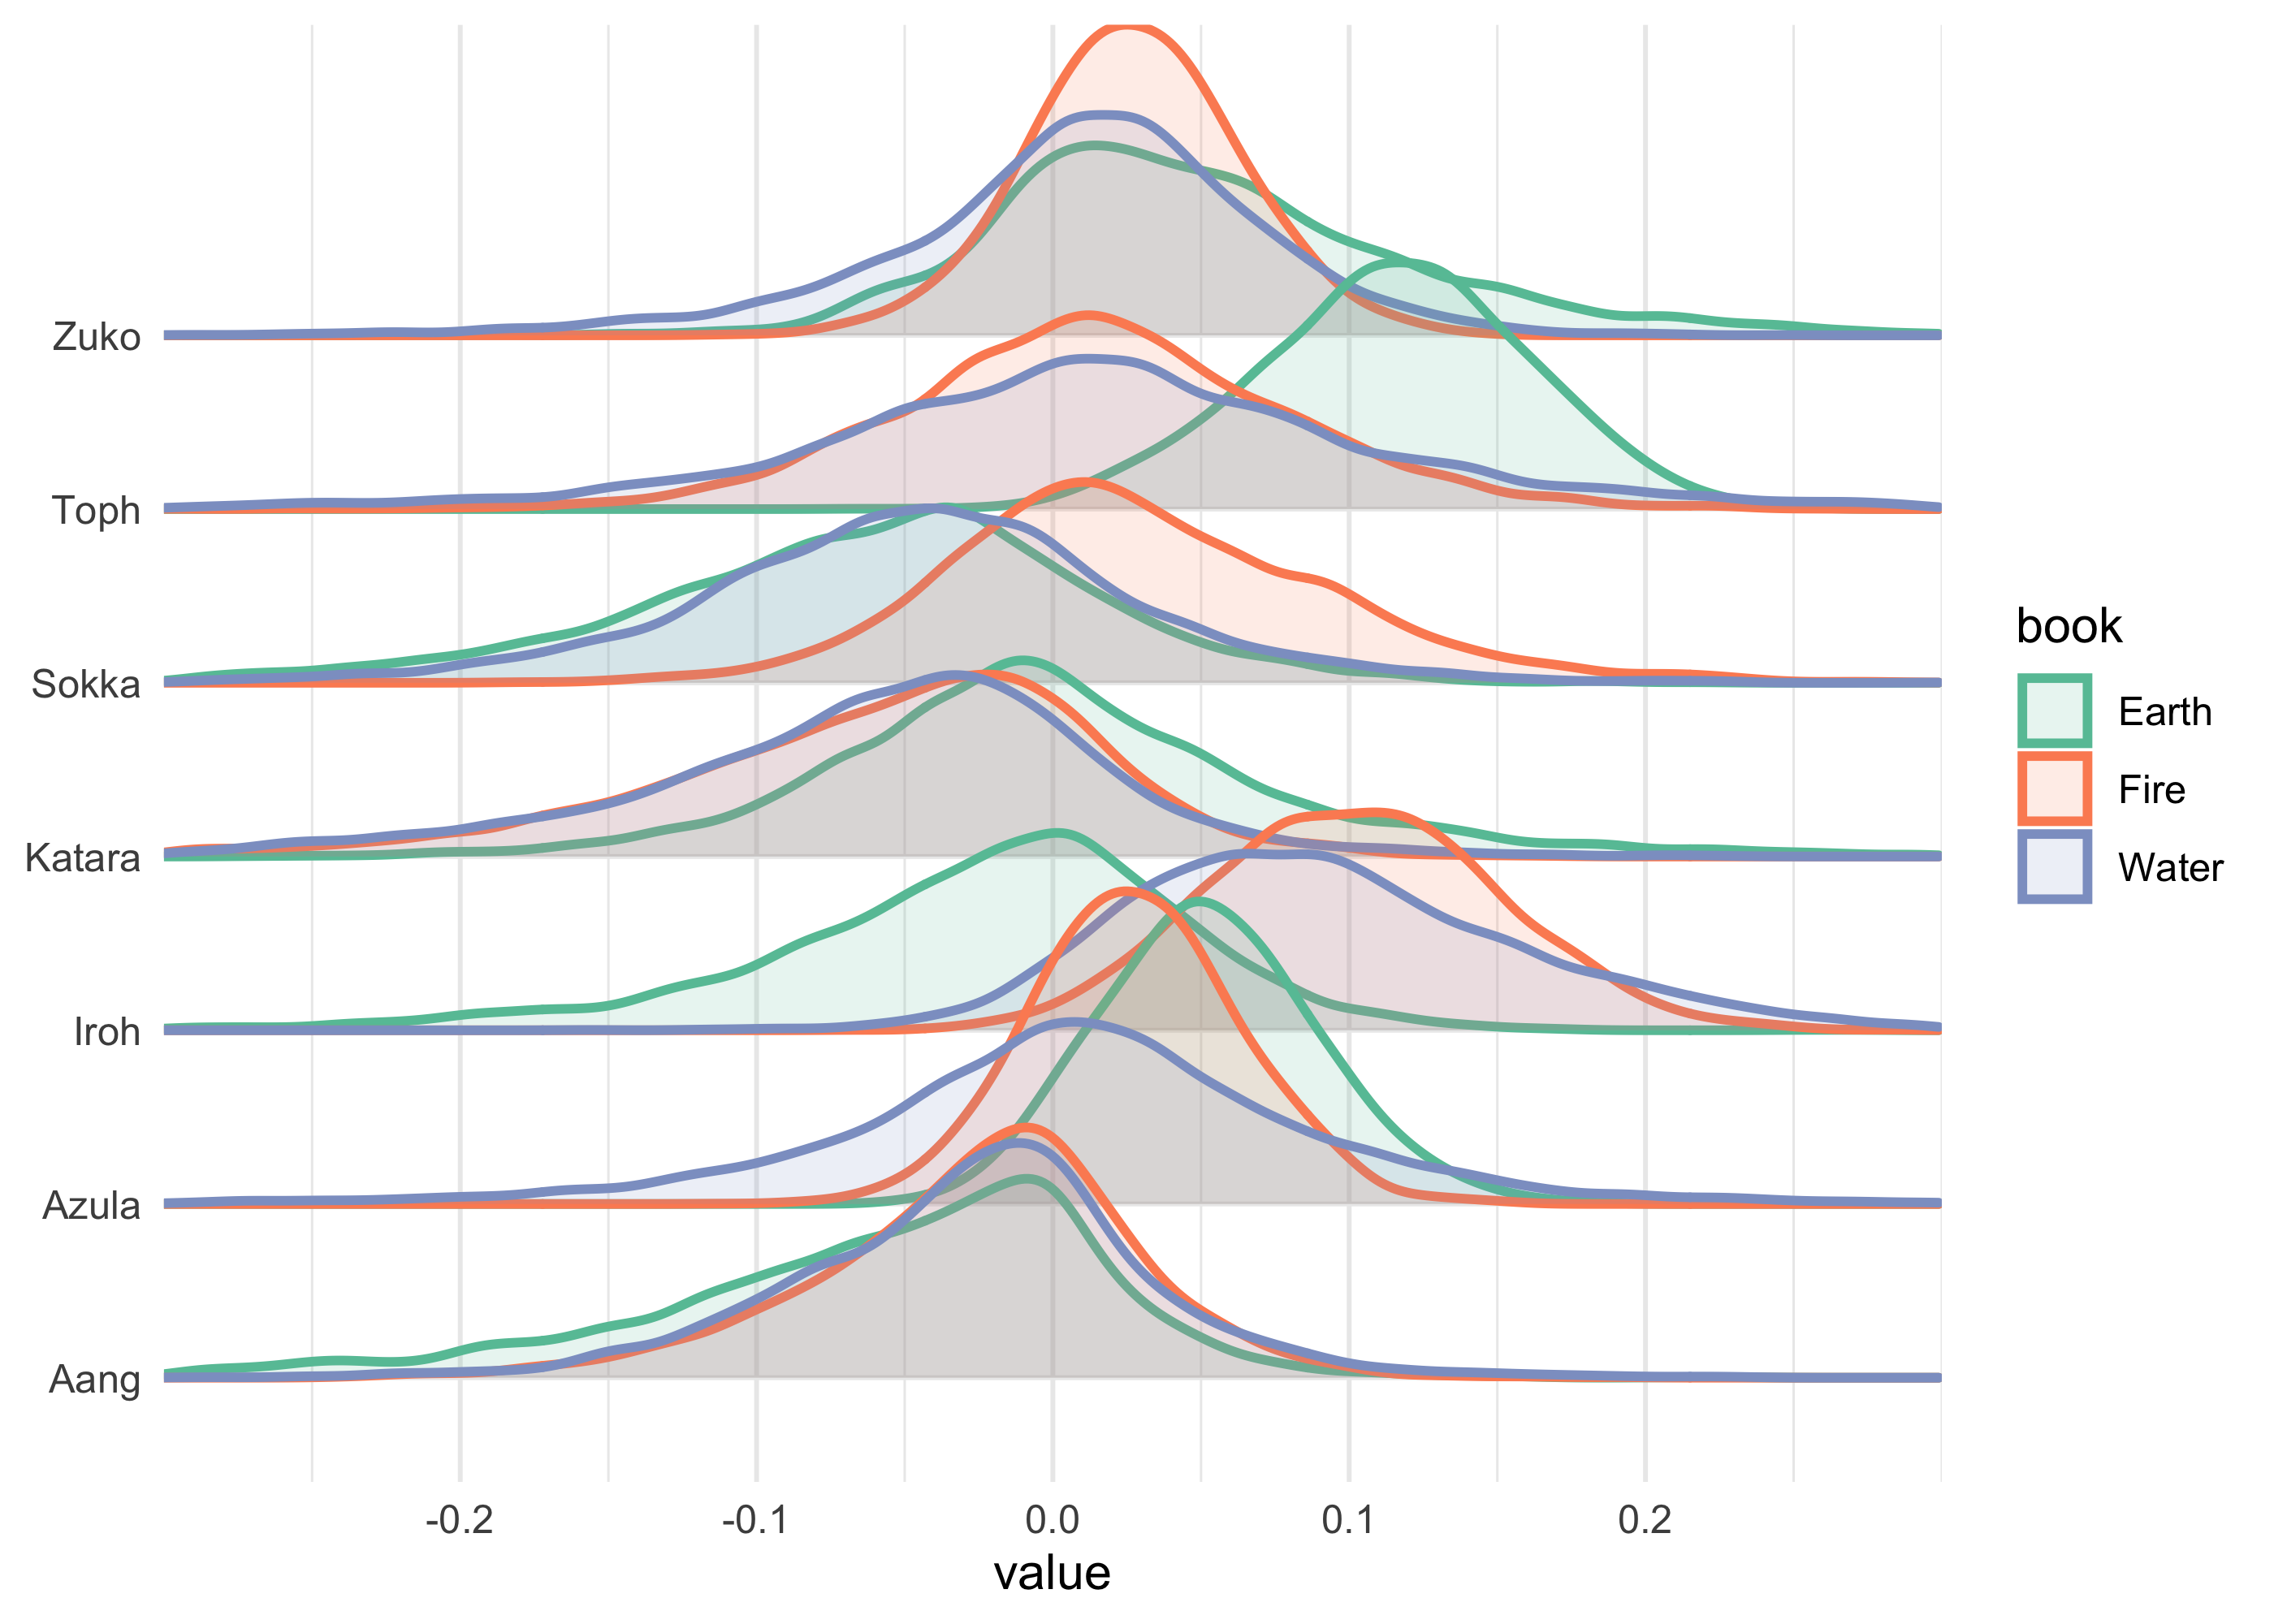 Zuko
Toph
Sokka
Katara
Iroh
Azula
Aang
-0.2 -0.1 0.0 0.1 0.2
value
book
Earth
Fire
Water